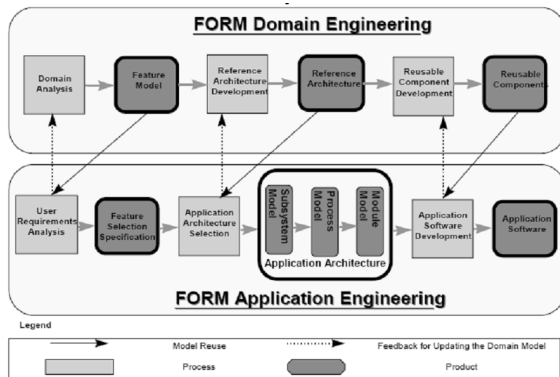 FORM Domain Engineering
Domain
Analysis
Feature
Model
Reference
Architecture
Development
Reference
Architecture
Reusable
Component
Development
Reusable
Components
User
Requirements
Analysis
Feature
Selection
Specification
Application
Architecture
Selection
Subsystem
Model
Process
Model
Module
Model
Application Architecture
Application
Software
Development
Application
Software
FORM Application Engineering
Legend
Model Reuse
Feedback for Updating the Domain Model
Process
Product